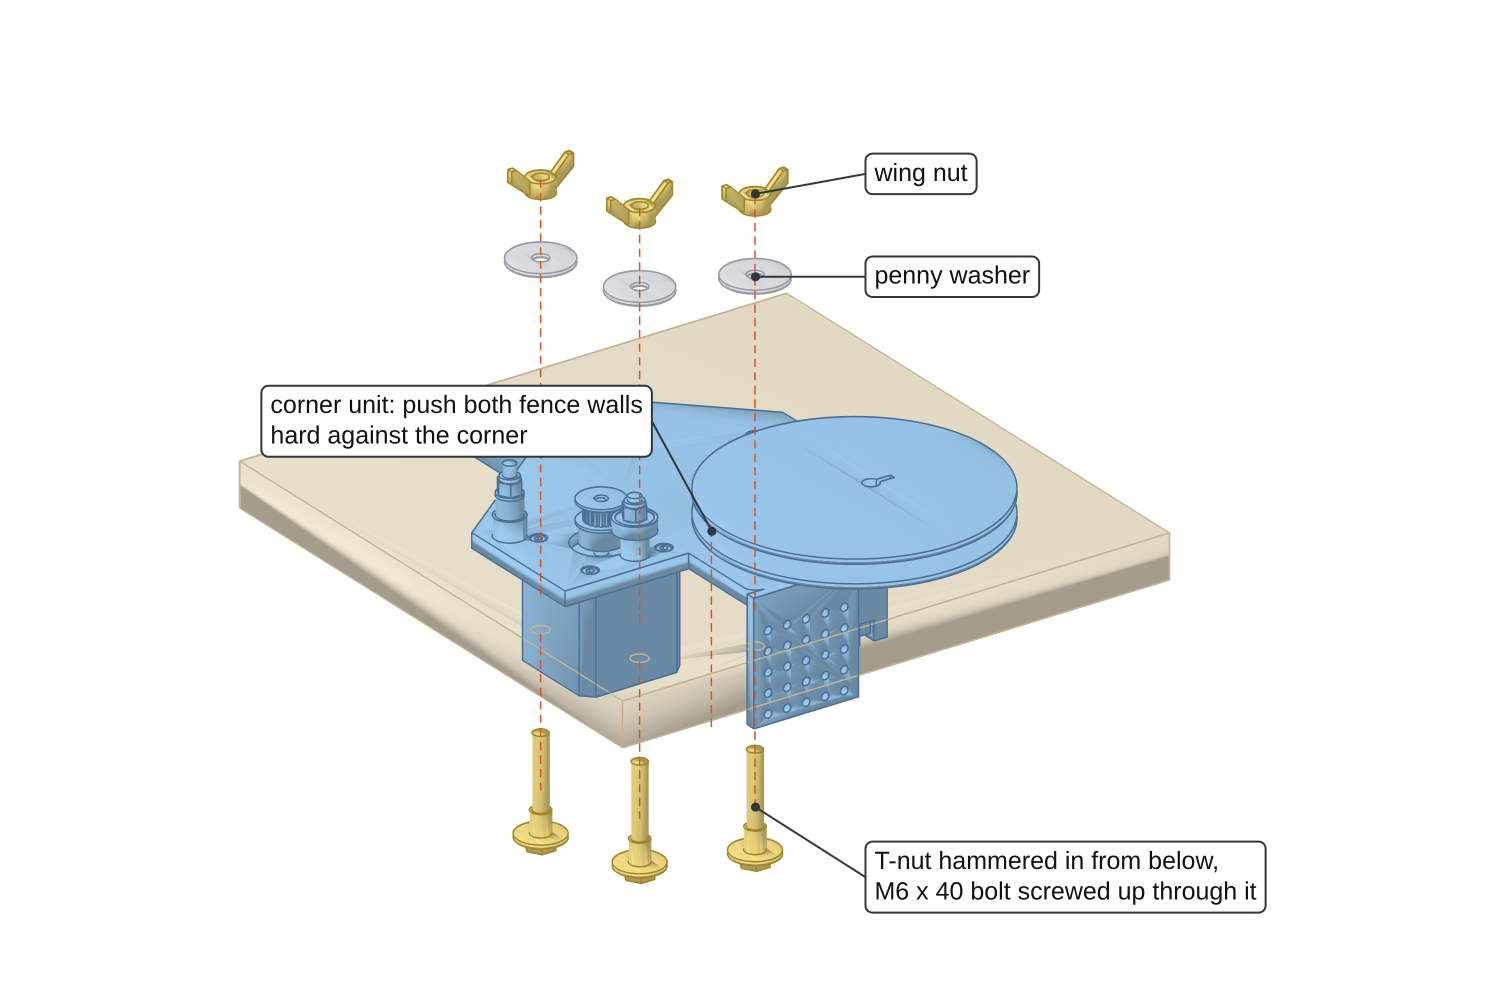 wing nut
penny washer
corner unit: push both fence walls
hard against the corner
T-nut hammered in from below,
M6 x 40 bolt screwed up through it